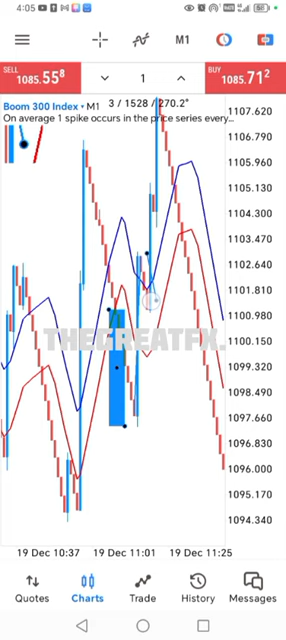 4:05
M1
SELL
1085.55⁸
1
BUY
1085.71²
Boom 300 Index • M1
3 / 1528 / 270.2°
On average 1 spike occurs in the price series every...
1107.620
1106.790
1105.960
1105.130
1104.300
1103.470
1102.640
1101.810
1100.980
1100.150
1099.320
1098.490
1097.660
1096.830
1096.000
1095.170
1094.340
THEGREATFX.
19 Dec 10:37
19 Dec 11:01
19 Dec 11:25
Quotes
Charts
Trade
History
Messages